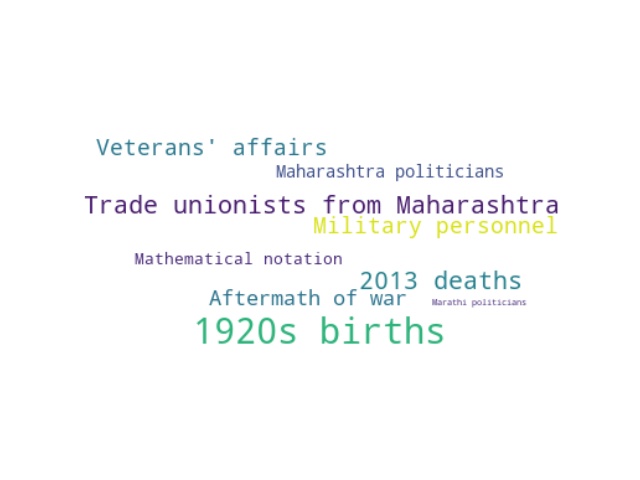 Veterans' affairs
Maharashtra politicians
Trade unionists from Maharashtra
Military personnel
Mathematical notation
2013 deaths
Aftermath of war
Marathi politicians
1920s births